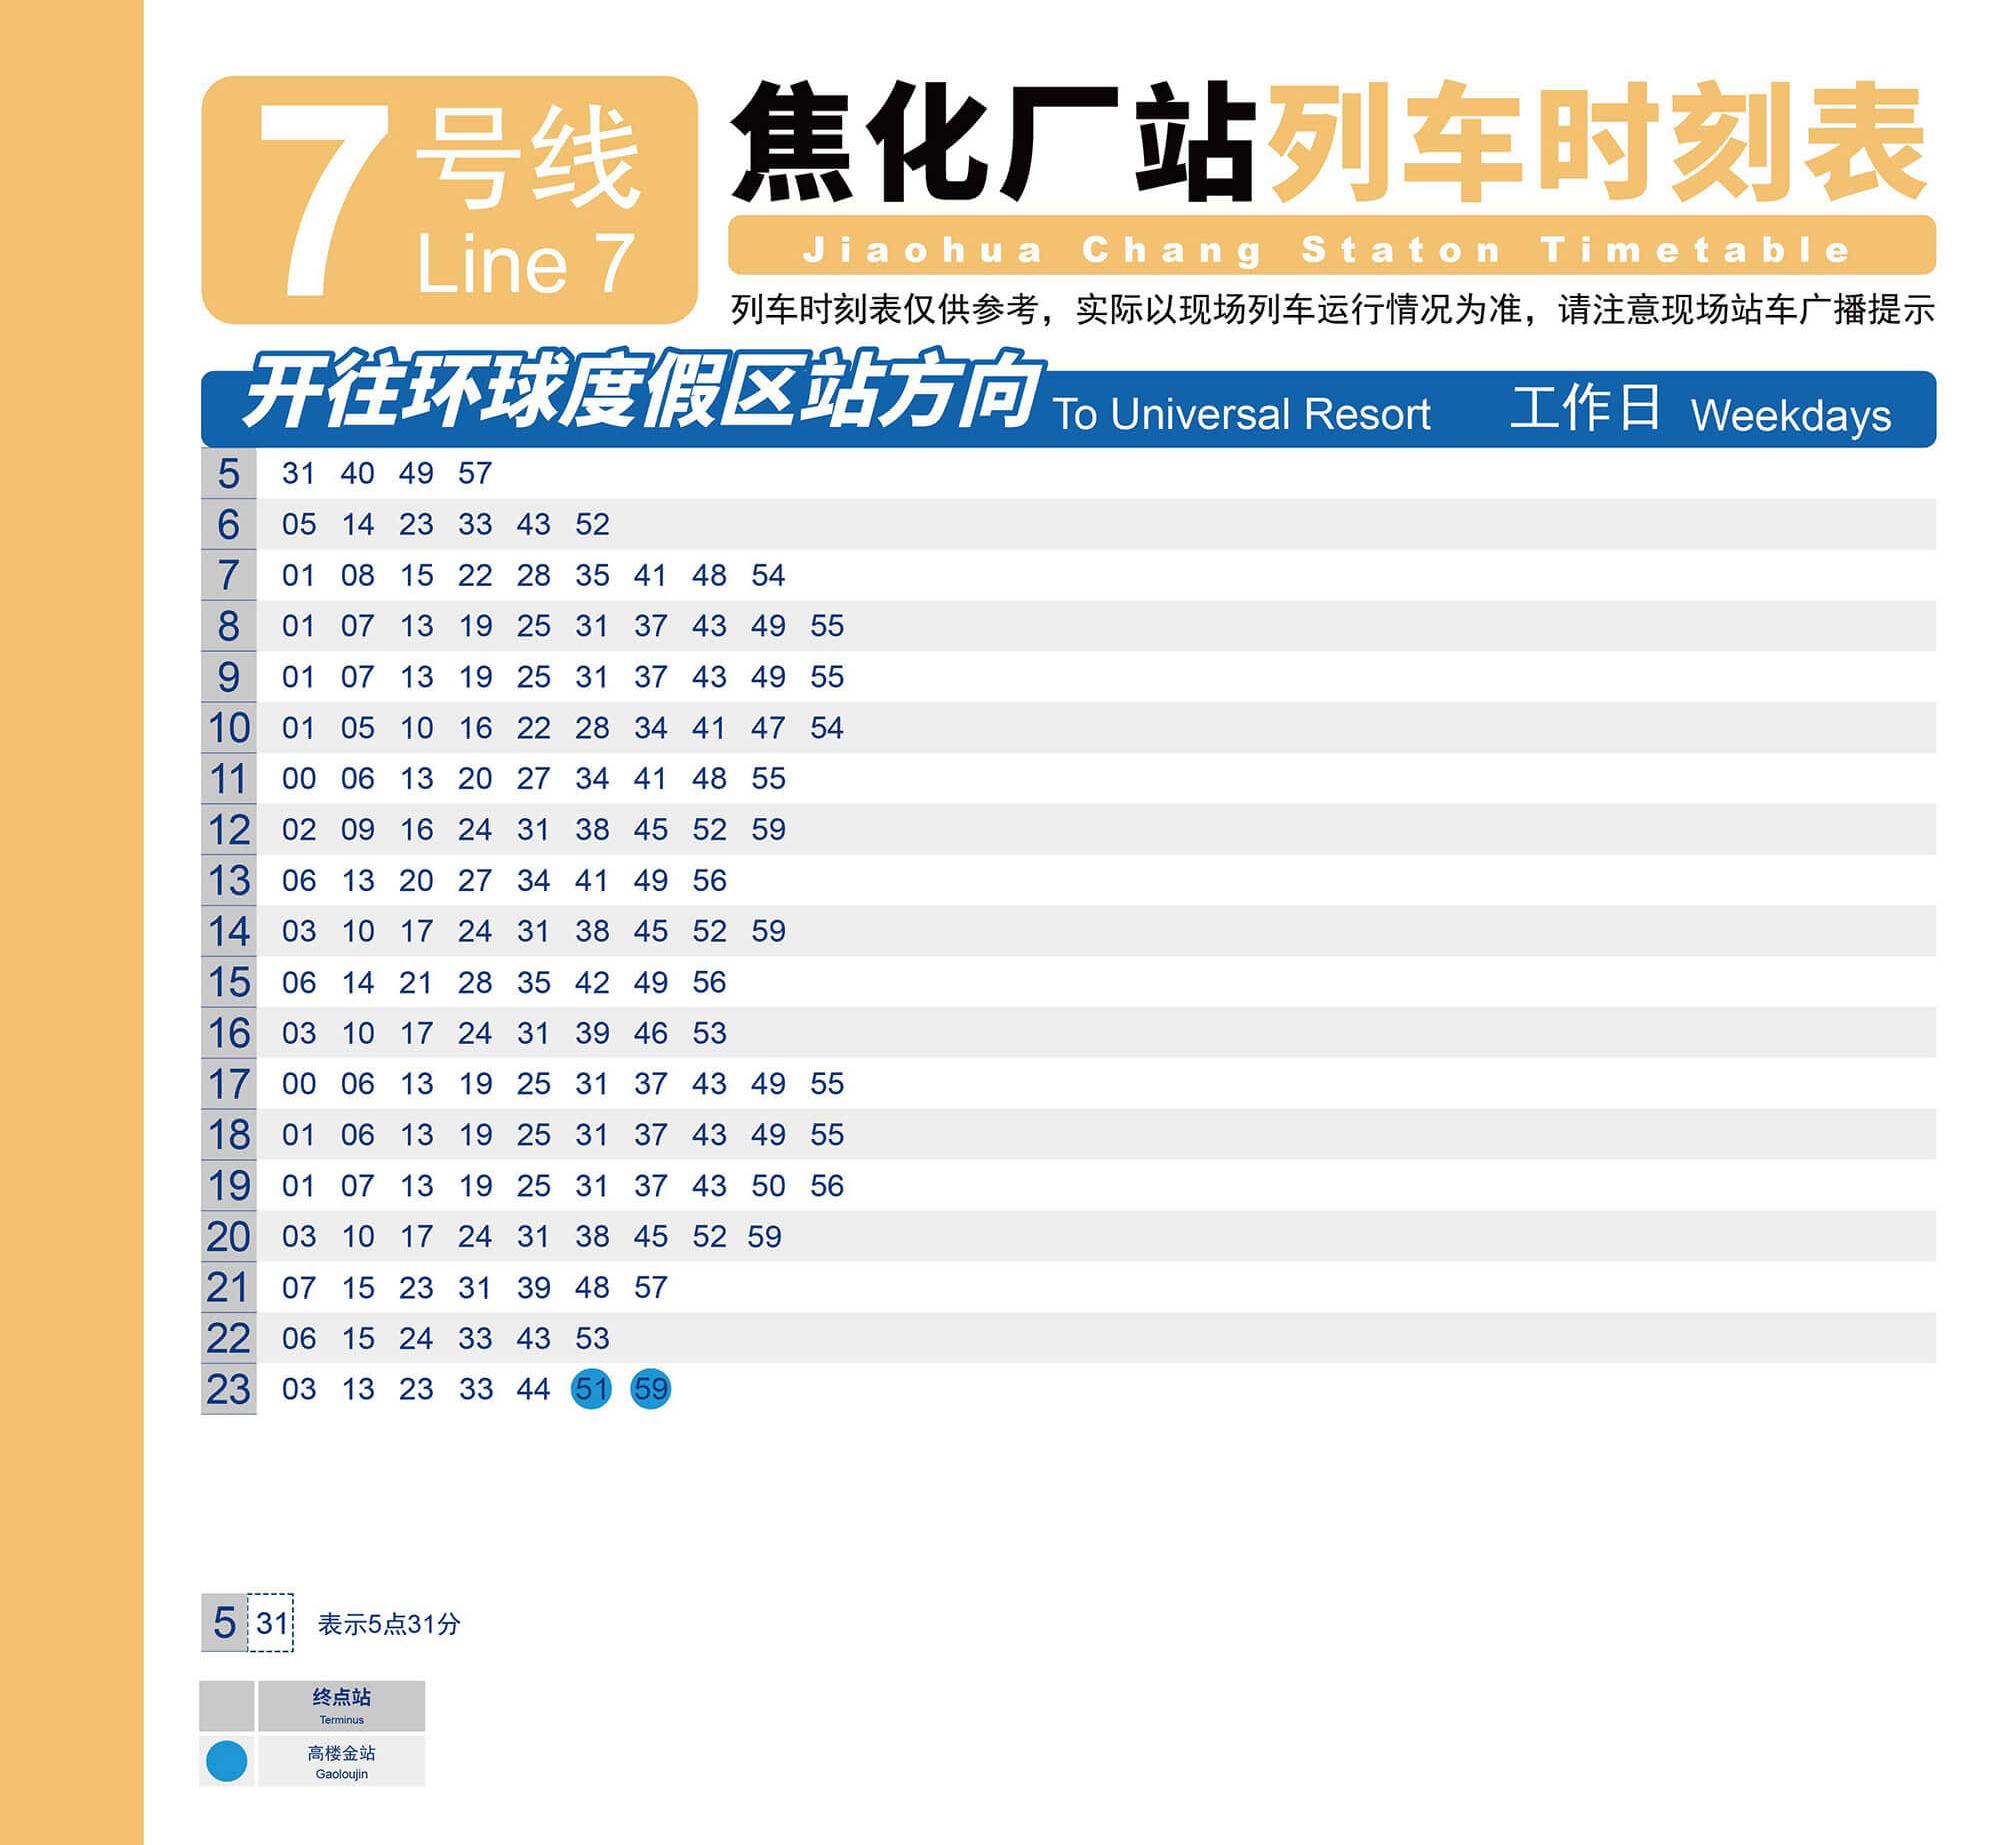 7号线
Line 7
焦化厂站列车时刻表
Jiaohua Chang Staton Timetable
列车时刻表仅供参考，实际以现场列车运行情况为准，请注意现场站车广播提示
开往环球度假区站方向 To Universal Resort 工作日 Weekdays
5 31 40 49 57
6 05 14 23 33 43 52
7 01 08 15 22 28 35 41 48 54
8 01 07 13 19 25 31 37 43 49 55
9 01 07 13 19 25 31 37 43 49 55
10 01 05 10 16 22 28 34 41 47 54
11 00 06 13 20 27 34 41 48 55
12 02 09 16 24 31 38 45 52 59
13 06 13 20 27 34 41 49 56
14 03 10 17 24 31 38 45 52 59
15 06 14 21 28 35 42 49 56
16 03 10 17 24 31 39 46 53
17 00 06 13 19 25 31 37 43 49 55
18 01 06 13 19 25 31 37 43 49 55
19 01 07 13 19 25 31 37 43 50 56
20 03 10 17 24 31 38 45 52 59
21 07 15 23 31 39 48 57
22 06 15 24 33 43 53
23 03 13 23 33 44 51 59
5 31 表示5点31分
终点站
Terminus
高楼金站
Gaoloujin